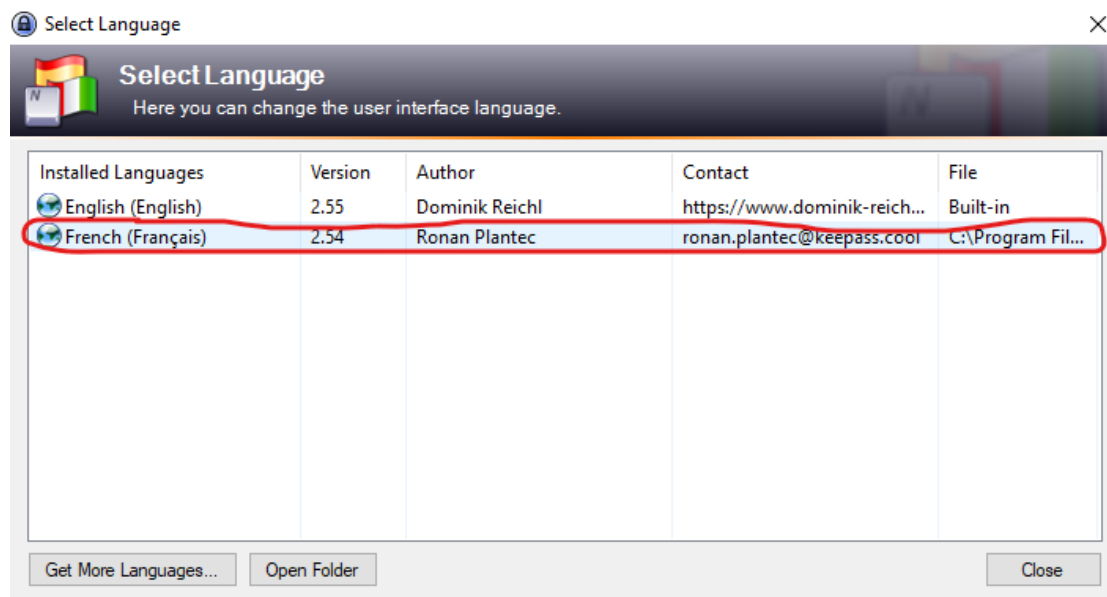 Select Language
Select Language
Here you can change the user interface language.
N
Installed Languages Version Author Contact File
English (English) 2.55 Dominik Reichl https://www.dominik-reich... Built-in
French (Français) 2.54 Ronan Plantec ronan.plantec@keepass.cool C:\Program Fil...
Get More Languages... Open Folder Close